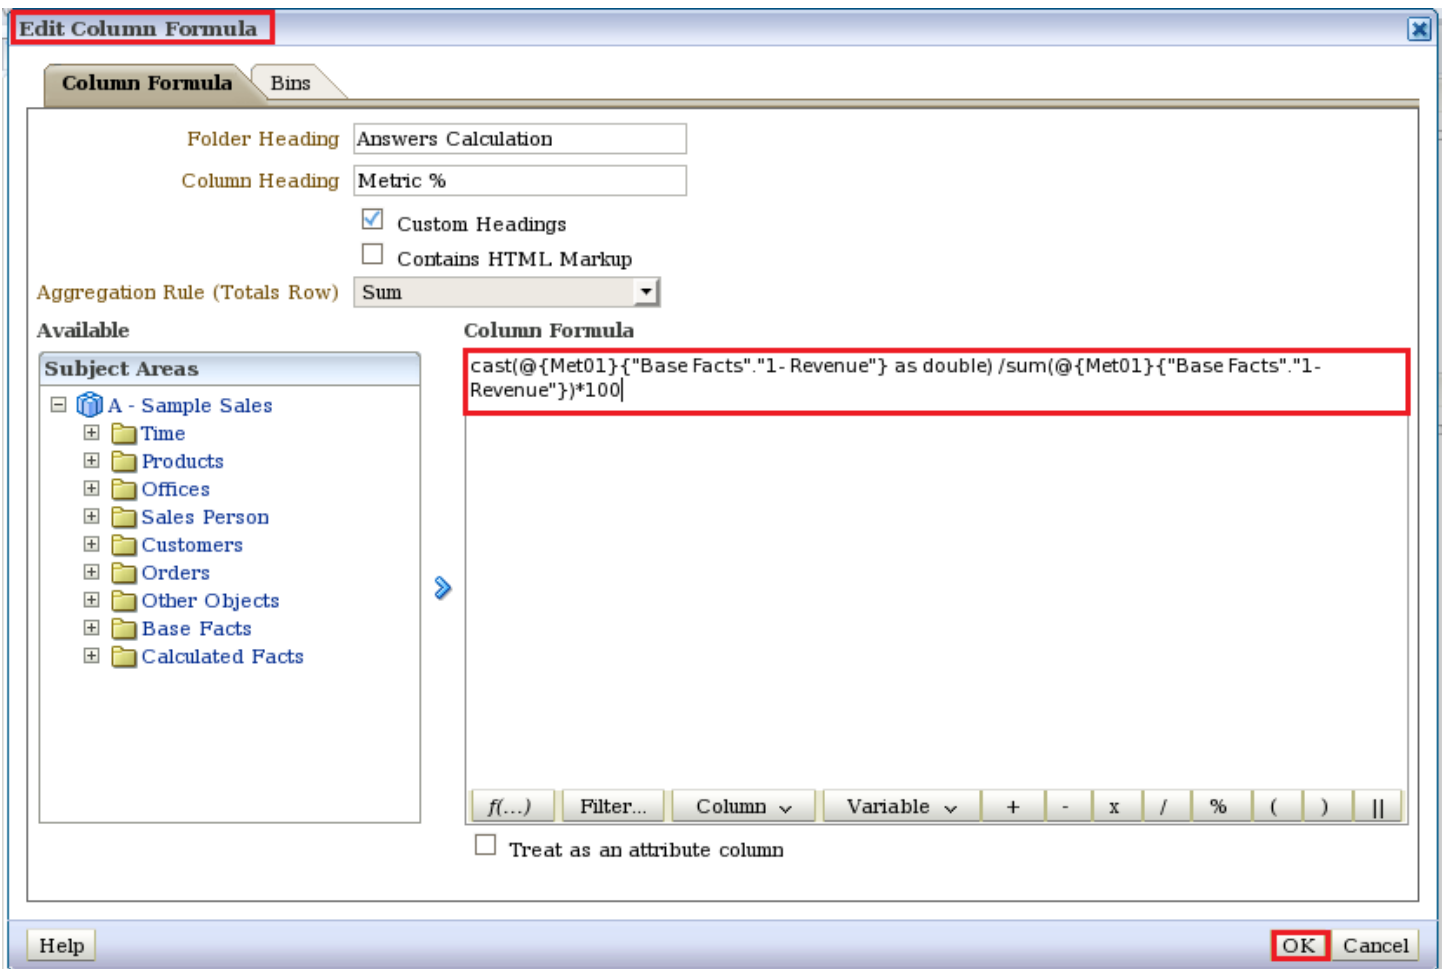 Edit Column Formula
Column Formula
Bins
Folder Heading Answers Calculation
Column Heading Metric %
Custom Headings
Contains HTML Markup
Aggregation Rule (Totals Row) Sum
Available
Subject Areas
A - Sample Sales
Time
Products
Offices
Sales Person
Customers
Orders
Other Objects
Base Facts
Calculated Facts
Column Formula
cast(@{Met01}{"Base Facts"."1- Revenue"} as double) /sum(@{Met01}{"Base Facts"."1-
Revenue"})*100
f(...) Filter... Column Variable + - x / % ( ) ||
Treat as an attribute column
Help
OK Cancel